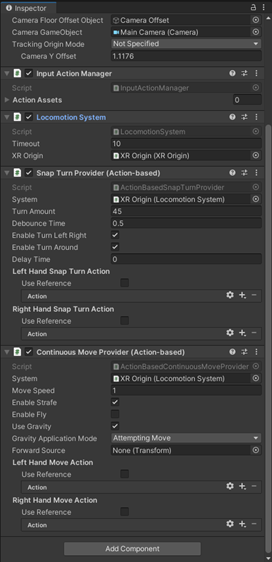 Inspector
Camera Floor Offset Object Camera Offset
Camera GameObject Main Camera (Camera)
Tracking Origin Mode Not Specified
Camera Y Offset 1.1176
Input Action Manager
Script InputActionManager
Action Assets 0
Locomotion System
Script LocomotionSystem
Timeout 10
XR Origin XR Origin (XR Origin)
Snap Turn Provider (Action-based)
Script ActionBasedSnapTurnProvider
System XR Origin (Locomotion System)
Turn Amount 45
Debounce Time 0.5
Enable Turn Left Right
Enable Turn Around
Delay Time 0
Left Hand Snap Turn Action
Use Reference
Action
Right Hand Snap Turn Action
Use Reference
Action
Continuous Move Provider (Action-based)
Script ActionBasedContinuousMoveProvider
System XR Origin (Locomotion System)
Move Speed 1
Enable Strafe
Enable Fly
Use Gravity
Gravity Application Mode Attempting Move
Forward Source None (Transform)
Left Hand Move Action
Use Reference
Action
Right Hand Move Action
Use Reference
Action
Add Component